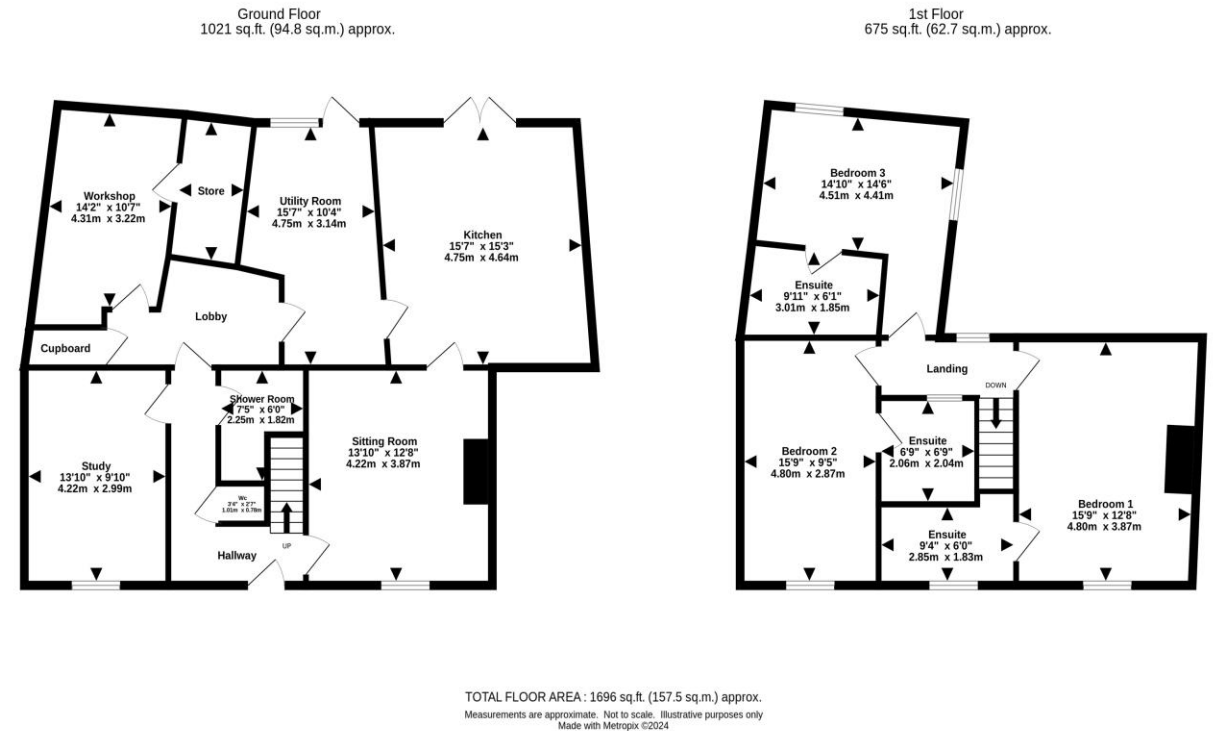 Ground Floor
1021 sq.ft. (94.8 sq.m.) approx.
Workshop
14'2" x 10'7"
4.31m x 3.22m
Store
Utility Room
15'7" x 10'4"
4.75m x 3.14m
Kitchen
15'7" x 15'3"
4.75m x 4.64m
Lobby
Cupboard
Shower Room
7'5" x 6'0"
2.25m x 1.82m
Study
13'10" x 9'10"
4.22m x 2.99m
Sitting Room
13'10" x 12'8"
4.22m x 3.87m
Wc
3'4" x 2'7"
1.01m x 0.78m
UP
Hallway
1st Floor
675 sq.ft. (62.7 sq.m.) approx.
Bedroom 3
14'10" x 14'6"
4.51m x 4.41m
Ensuite
9'11" x 6'1"
3.01m x 1.85m
Landing
DOWN
Ensuite
6'9" x 6'9"
2.06m x 2.04m
Bedroom 2
15'9" x 9'5"
4.80m x 2.87m
Bedroom 1
15'9" x 12'8"
4.80m x 3.87m
Ensuite
9'4" x 6'0"
2.85m x 1.83m
TOTAL FLOOR AREA : 1696 sq.ft. (157.5 sq.m.) approx.
Measurements are approximate. Not to scale. Illustrative purposes only
Made with Metropix ©2024